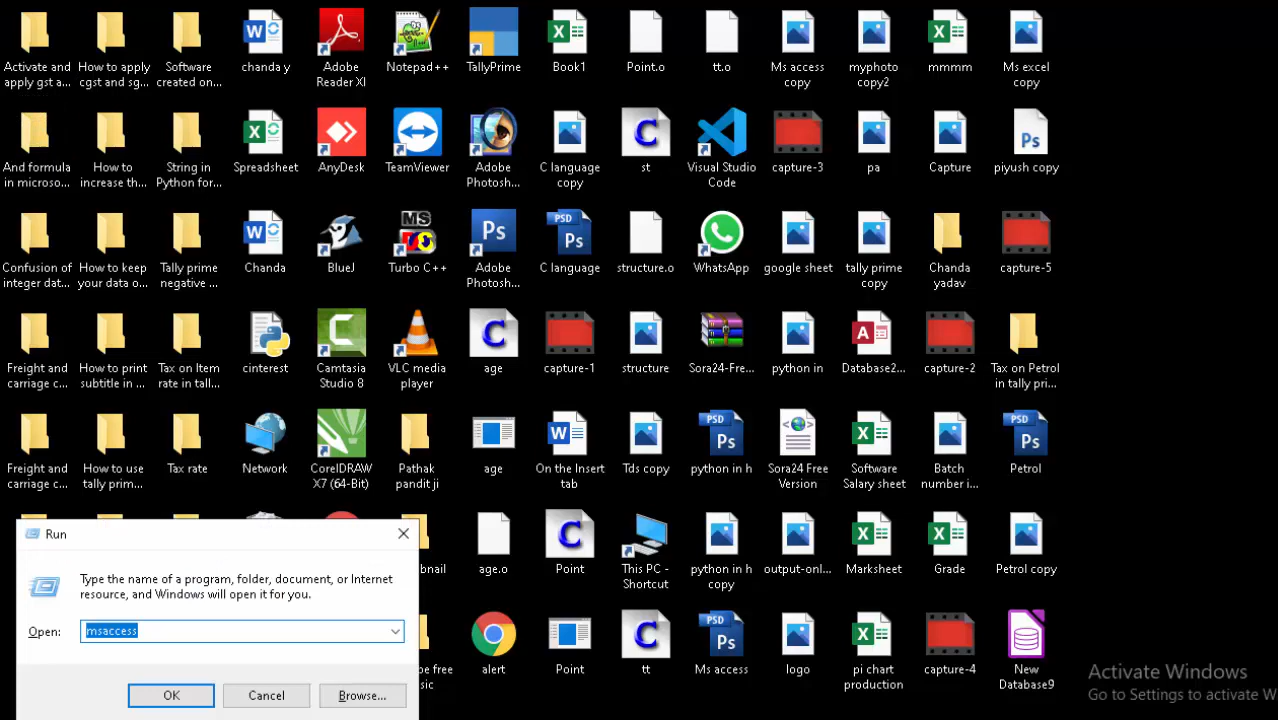 Activate and
apply gst a...
How to apply
cgst and sg...
Software
created on...
chanda y
Adobe
Reader XI
Notepad++
TallyPrime
Book1
Point.o
tt.o
Ms access
copy
myphoto
copy2
mmmm
Ms excel
copy
And formula
in microso...
How to
increase th...
String in
Python for...
Spreadsheet
AnyDesk
TeamViewer
Adobe
Photosh...
C language
copy
st
Visual Studio
Code
capture-3
pa
Capture
piyush copy
Confusion of
integer dat...
How to keep
your data o...
Tally prime
negative ...
Chanda
BlueJ
Turbo C++
Adobe
Photosh...
C language
structure.o
WhatsApp
google sheet
tally prime
copy
Chanda
yadav
capture-5
Freight and
carriage c...
How to print
subtitle in ...
Tax on Item
rate in tall...
cinterest
Camtasia
Studio 8
VLC media
player
age
capture-1
structure
Sora24-Fre...
python in
Database2...
capture-2
Tax on Petrol
in tally pri...
Freight and
carriage c...
How to use
tally prim...
Tax rate
Network
CorelDRAW
X7 (64-Bit)
Pathak
pandit ji
age
On the Insert
tab
Tds copy
python in h
Sora24 Free
Version
Software
Salary sheet
Batch
number i...
Petrol
bnail
age.o
Point
This PC -
Shortcut
python in h
copy
output-onl...
Marksheet
Grade
Petrol copy
be free
sic
alert
Point
tt
Ms access
logo
pi chart
production
capture-4
New
Database9
Run
Type the name of a program, folder, document, or Internet
resource, and Windows will open it for you.
Open:
msaccess
OK
Cancel
Browse...
Activate Windows
Go to Settings to activate W